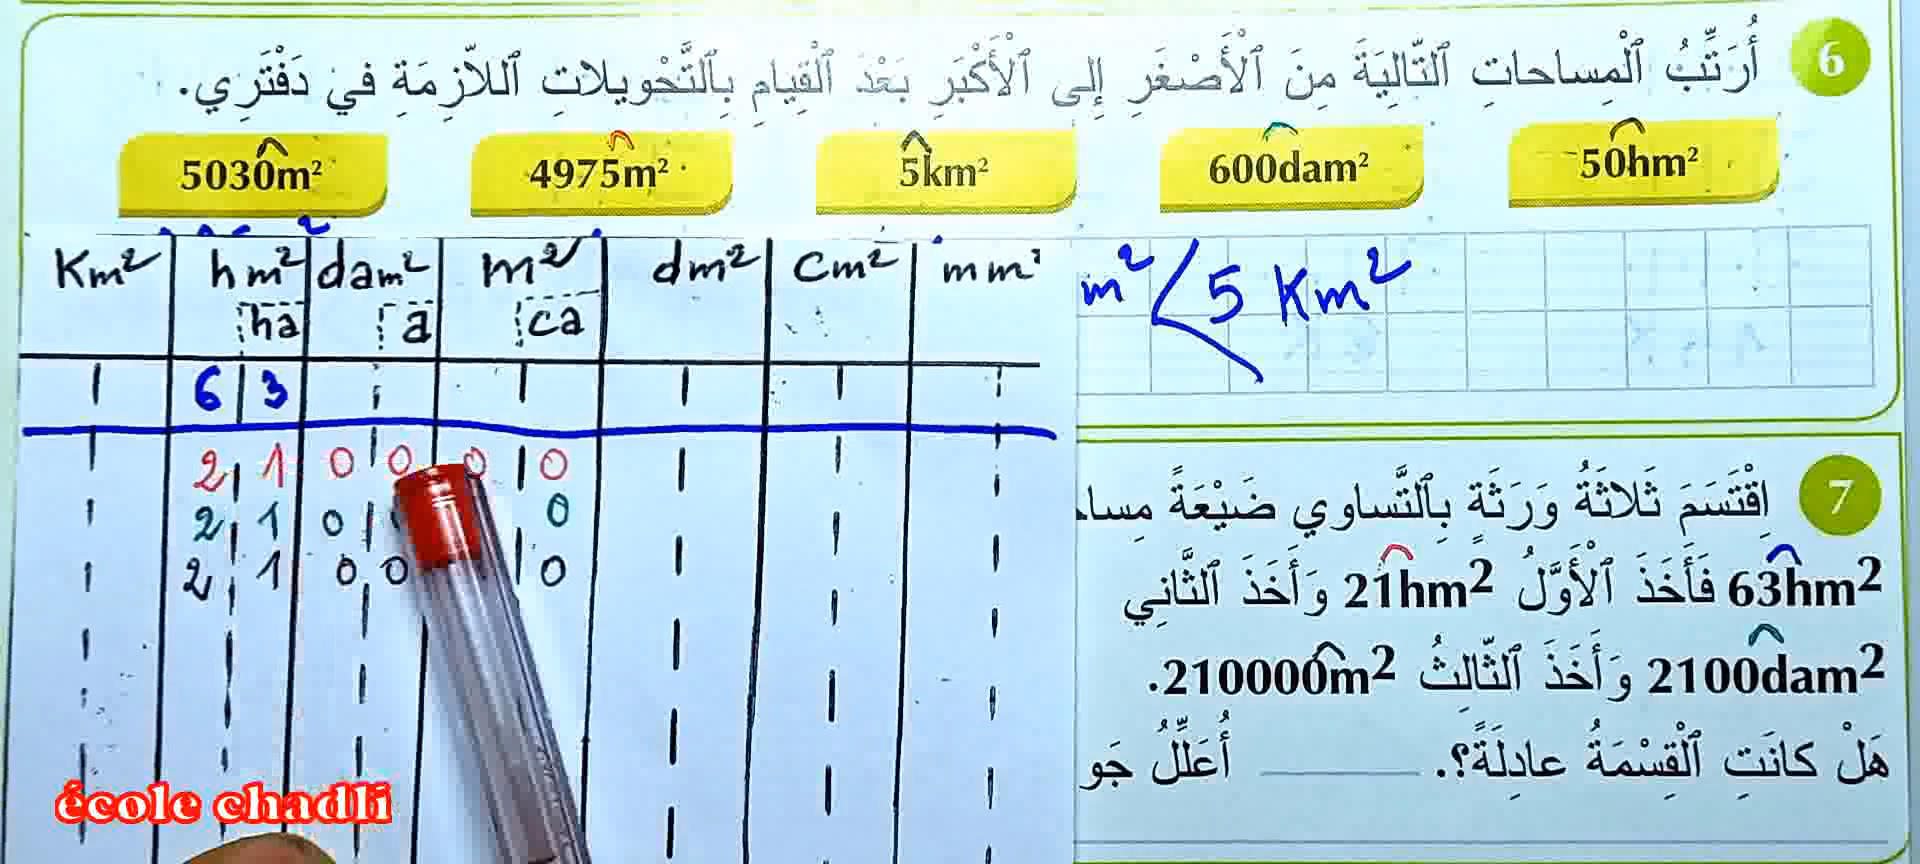 6 أُرَتِّبُ ٱلْمِساحاتِ ٱلتّالِيَةَ مِنَ ٱلْأَصْغَرِ إِلى ٱلْأَكْبَرِ بَعْدَ ٱلْقِيامِ بِٱلتَّحْويلاتِ ٱللاّزِمَةِ في دَفْتَري.
50hm² 600dam² 5km² 4975m² 5030m²
m² < 5 Km²
Km² hm² dam² m² dm² cm² mm²
ha a ca
6 3
2 1 0 0 0 0
2 1 0 0
2 1 0 0 0
7 اِقْتَسَمَ ثَلاثَةُ وَرَثَةٍ بِٱلتَّساوي ضَيْعَةً مِسا
63hm² فَأَخَذَ ٱلْأَوَّلُ 21hm² وَأَخَذَ ٱلثَّاني
2100dam² وَأَخَذَ ٱلثّالِثُ 210000m².
هَلْ كانَتِ ٱلْقِسْمَةُ عادِلَةً؟. أُعَلِّلُ جَو
école chadli